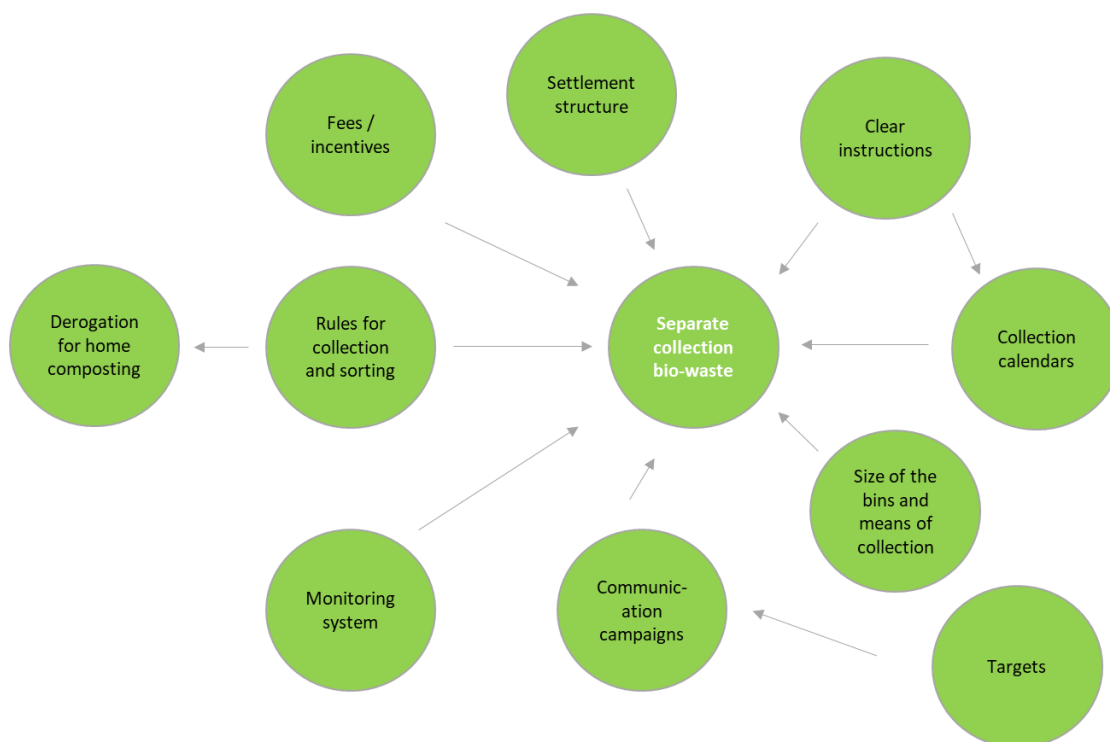 Settlement
structure
Fees /
incentives
Clear
instructions
Derogation
for home
composting
Rules for
collection
and sorting
Separate
collection
bio-waste
Collection
calendars
Size of the
bins and
means of
collection
Monitoring
system
Communic-
ation
campaigns
Targets